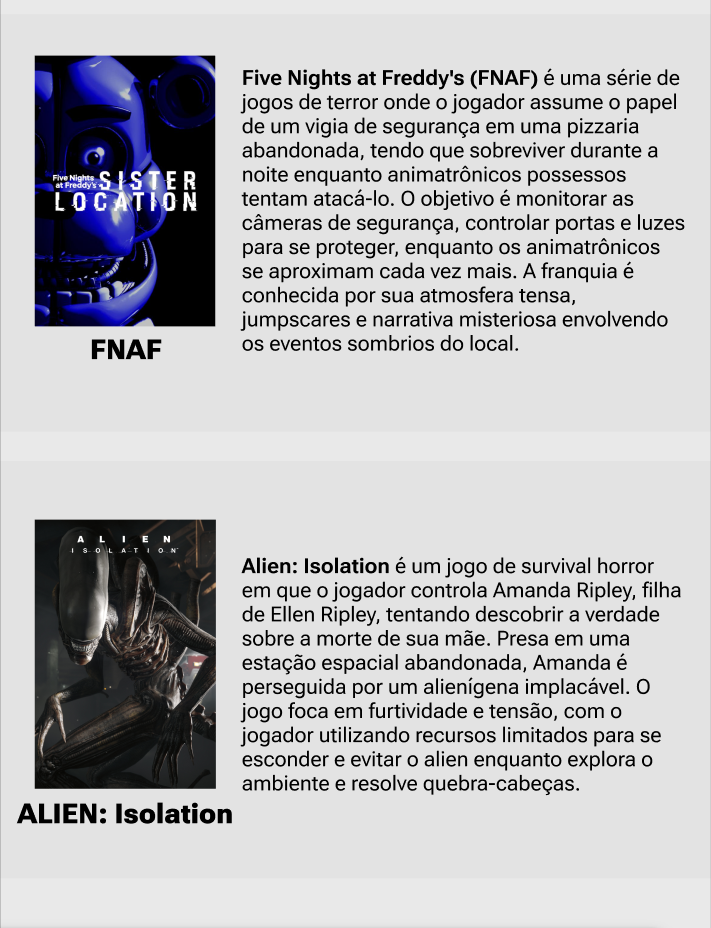 Five Nights at Freddy's (FNAF) é uma série de
jogos de terror onde o jogador assume o papel
de um vigia de segurança em uma pizzaria
abandonada, tendo que sobreviver durante a
noite enquanto animatrônicos possessos
tentam atacá-lo. O objetivo é monitorar as
câmeras de segurança, controlar portas e luzes
para se proteger, enquanto os animatrônicos
se aproximam cada vez mais. A franquia é
conhecida por sua atmosfera tensa,
jumpscares e narrativa misteriosa envolvendo
os eventos sombrios do local.
Five Nights
at Freddy's
SISTER
LOCATION
FNAF
ALIEN
ISOLATION
Alien: Isolation é um jogo de survival horror
em que o jogador controla Amanda Ripley, filha
de Ellen Ripley, tentando descobrir a verdade
sobre a morte de sua mãe. Presa em uma
estação espacial abandonada, Amanda é
perseguida por um alienígena implacável. O
jogo foca em furtividade e tensão, com o
jogador utilizando recursos limitados para se
esconder e evitar o alien enquanto explora o
ambiente e resolve quebra-cabeças.
ALIEN: Isolation